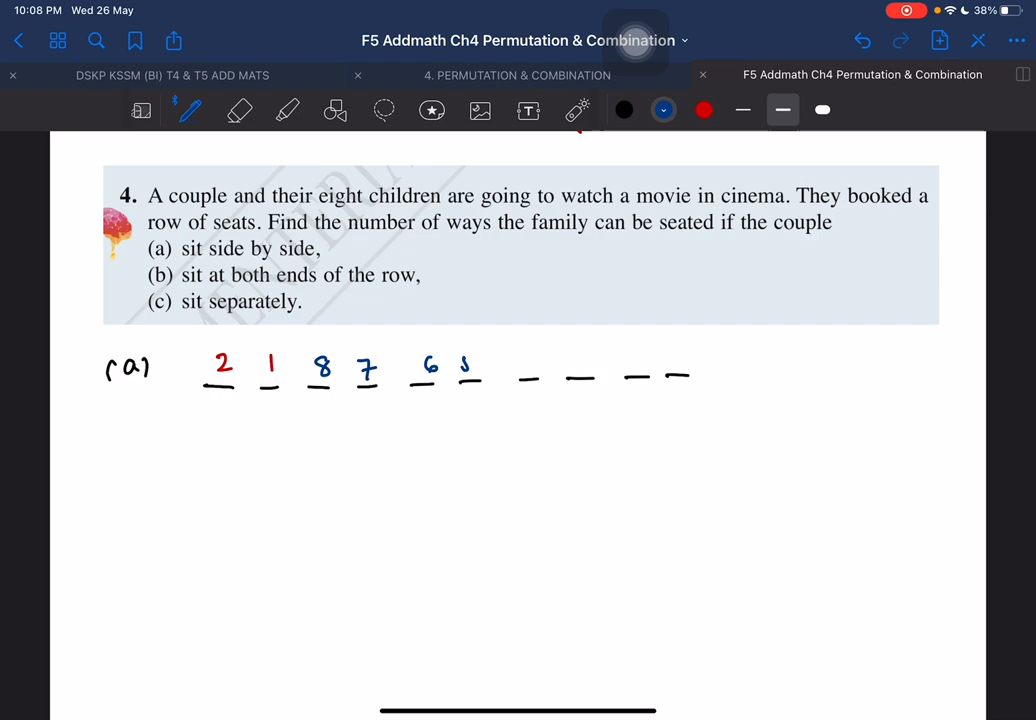 10:08 PM Wed 26 May
38%
F5 Addmath Ch4 Permutation & Combination
DSKP KSSM (BI) T4 & T5 ADD MATS
4. PERMUTATION & COMBINATION
F5 Addmath Ch4 Permutation & Combination
4. A couple and their eight children are going to watch a movie in cinema. They booked a
row of seats. Find the number of ways the family can be seated if the couple
(a) sit side by side,
(b) sit at both ends of the row,
(c) sit separately.
(a) 2 1 8 7 6